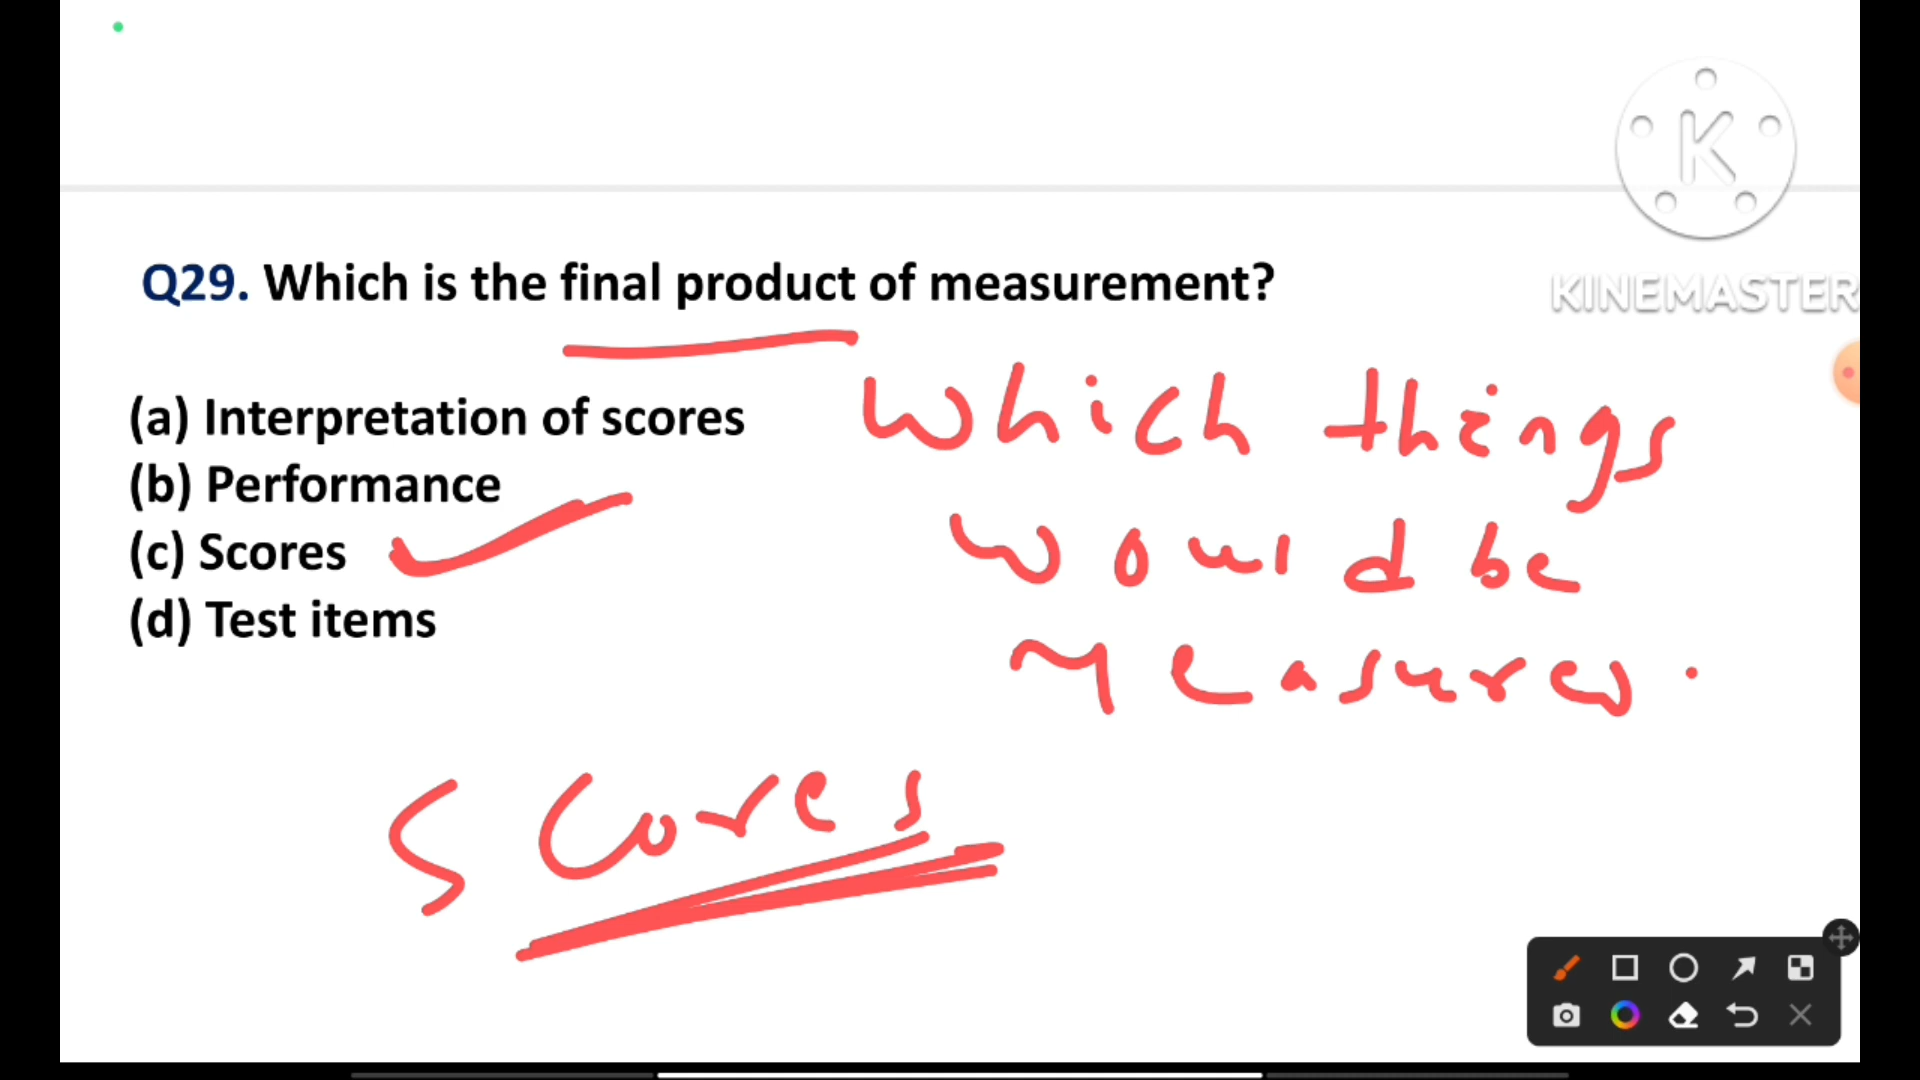 K
KINEMASTER
Q29. Which is the final product of measurement?
(a) Interpretation of scores
(b) Performance
(c) Scores
(d) Test items
Which things
would be
measures.
Scores